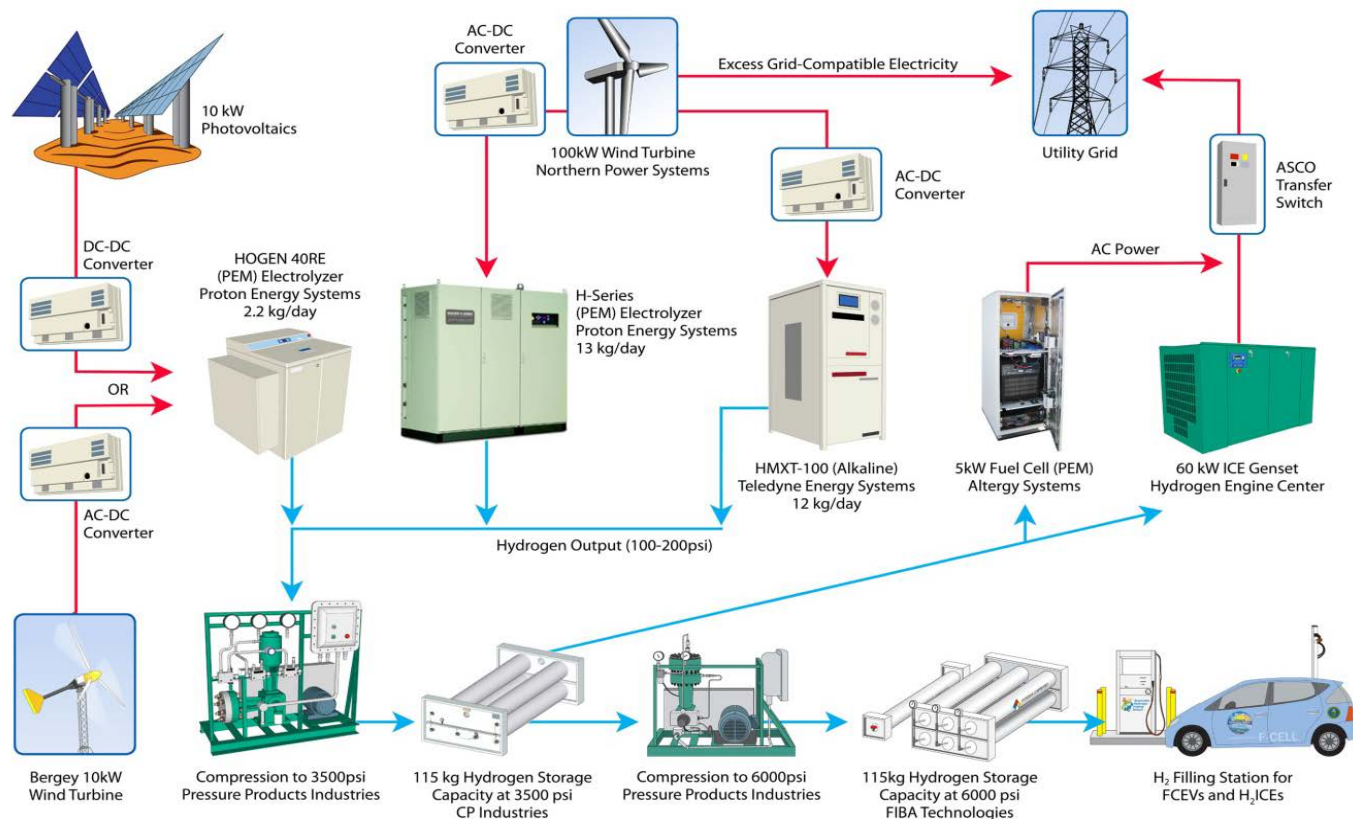 AC-DC
Converter
Excess Grid-Compatible Electricity
10 kW
Photovoltaics
100kW Wind Turbine
Northern Power Systems
Utility Grid
AC-DC
Converter
ASCO
Transfer
Switch
DC-DC
Converter
HOGEN 40RE
(PEM) Electrolyzer
Proton Energy Systems
2.2 kg/day
H-Series
(PEM) Electrolyzer
Proton Energy Systems
13 kg/day
AC Power
OR
AC-DC
Converter
HMXT-100 (Alkaline)
Teledyne Energy Systems
12 kg/day
5kW Fuel Cell (PEM)
Altergy Systems
60 kW ICE Genset
Hydrogen Engine Center
Hydrogen Output (100-200psi)
Bergey 10kW
Wind Turbine
Compression to 3500psi
Pressure Products Industries
115 kg Hydrogen Storage
Capacity at 3500 psi
CP Industries
Compression to 6000psi
Pressure Products Industries
115kg Hydrogen Storage
Capacity at 6000 psi
FIBA Technologies
F-CELL
H₂ Filling Station for
FCEVs and H₂ICEs